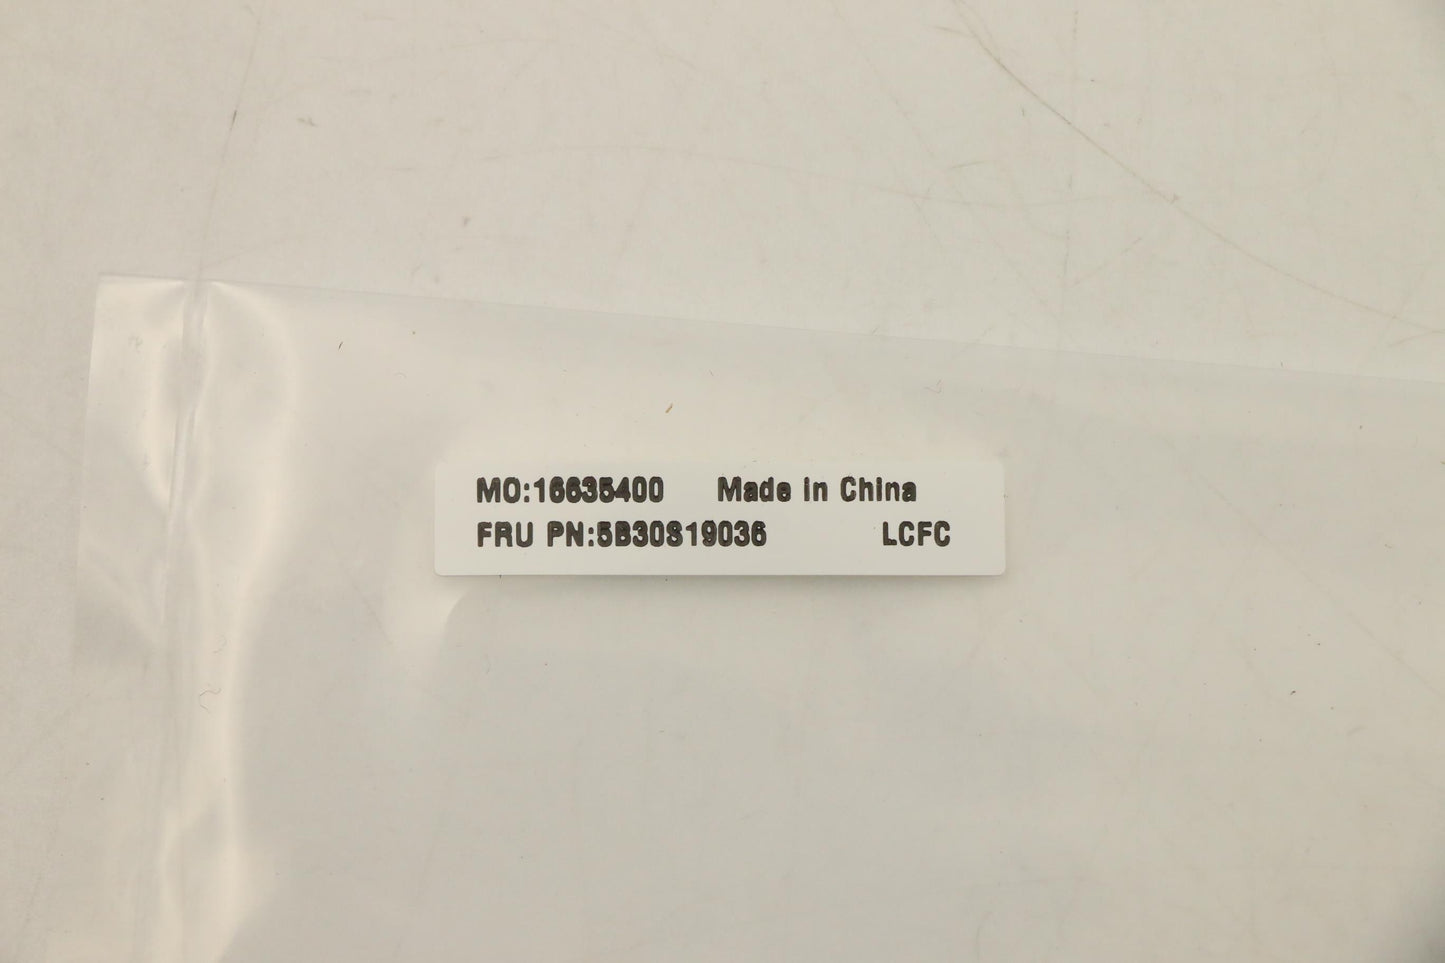 MO:16635400 Made in China
FRU PN:5B30S19036 LCFC